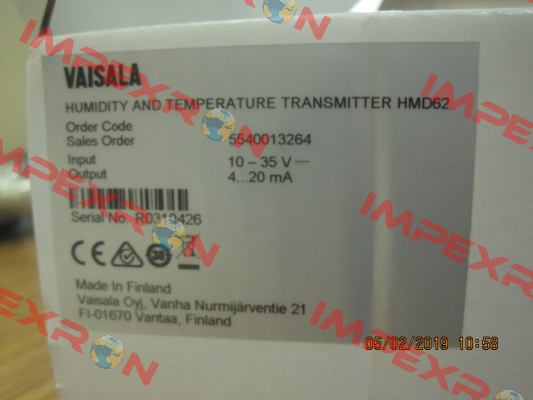 VAISALA
HUMIDITY AND TEMPERATURE TRANSMITTER HMD62
Order Code
Sales Order 5540013264
Input 10 – 35 V ⎓
Output 4...20 mA
Serial No. R0310426
Made In Finland
Vaisala Oyj, Vanha Nurmijärventie 21
FI-01670 Vantaa, Finland
05/02/2019 10:58
IMPEXRON
IMPEXRON
IMPEXRON
IMPEXRON
IMPEXRON
IMPEXRON